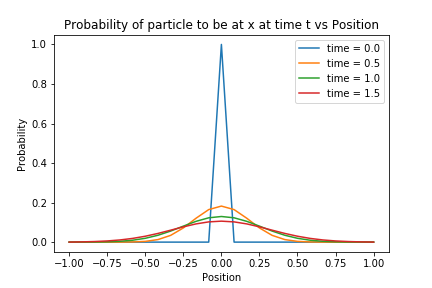 Probability of particle to be at x at time t vs Position
1.0
0.8
0.6
0.4
0.2
0.0
Probability
time = 0.0
time = 0.5
time = 1.0
time = 1.5
−1.00 −0.75 −0.50 −0.25 0.00 0.25 0.50 0.75 1.00
Position